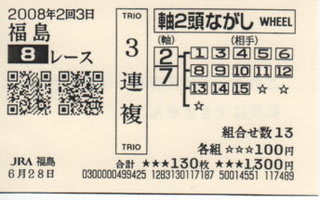 2008年2回3日
福島
8レース
TRIO
3連複
TRIO
軸2頭ながし WHEEL
(軸) (相手)
2 1 3 4 5 6
7 8 9 10 11 12
13 14 15 ☆ ☆
☆
組合せ数13
各組 ☆☆☆100円
JRA 福島
6月28日
合計 ★★★130枚 ★★★1300円
0300000499425 1283130117187 50014551 117489